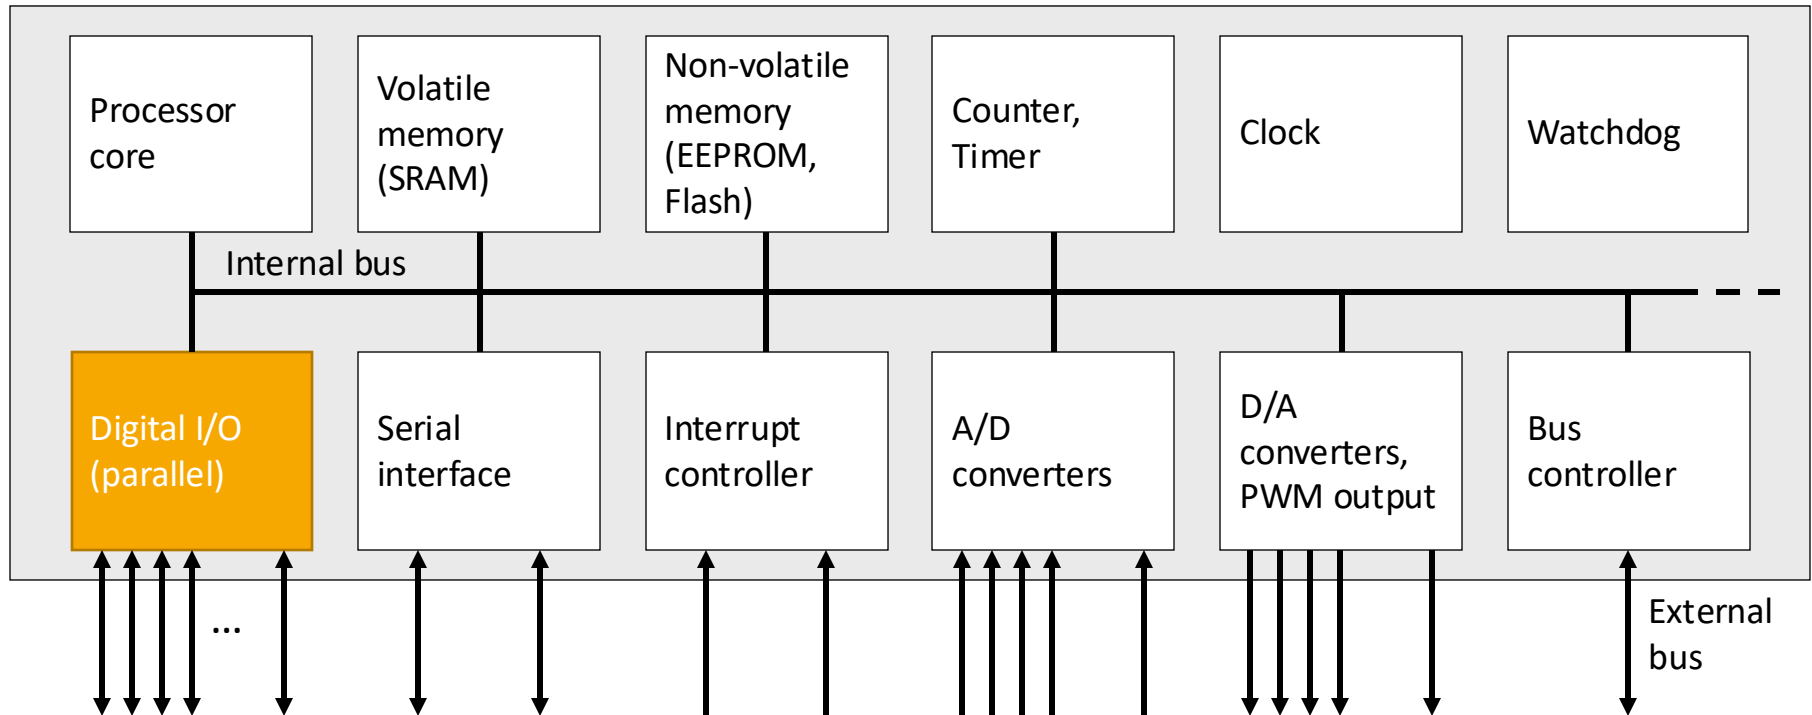 Processor
core
Volatile
memory
(SRAM)
Non-volatile
memory
(EEPROM,
Flash)
Counter,
Timer
Clock
Watchdog
Internal bus
Digital I/O
(parallel)
Serial
interface
Interrupt
controller
A/D
converters
D/A
converters,
PWM output
Bus
controller
...
External
bus